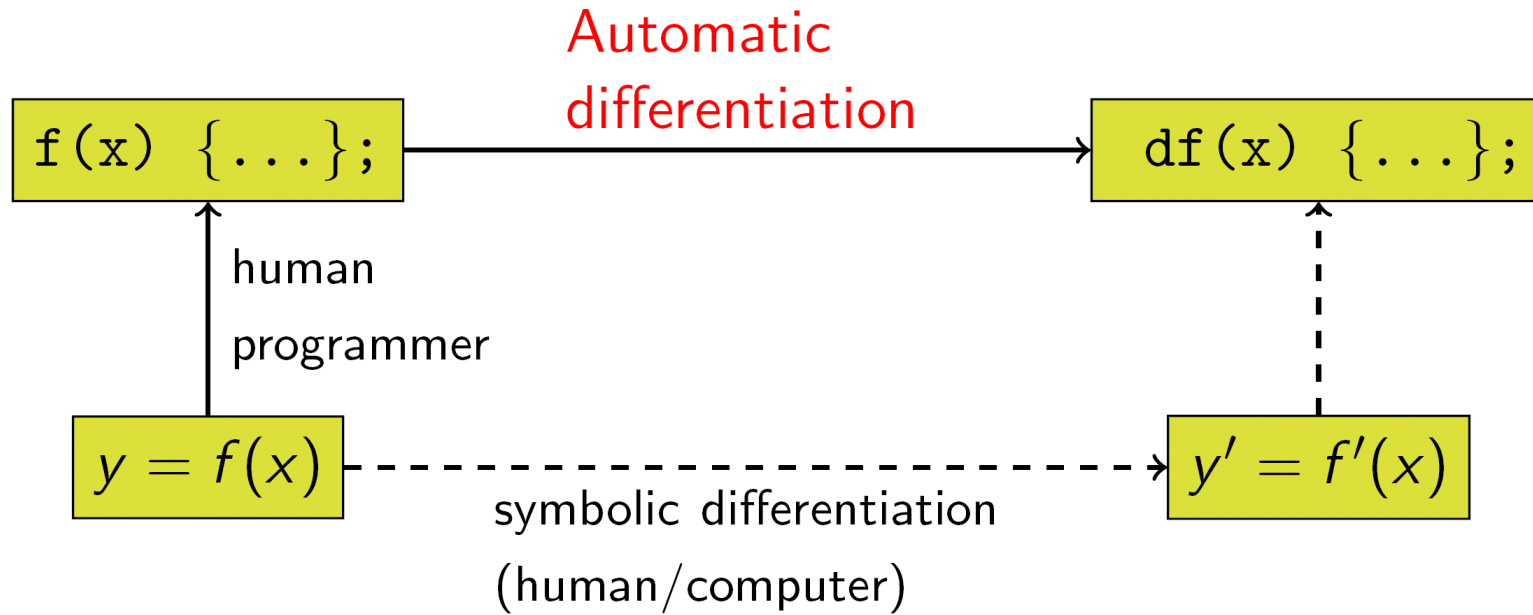 Automatic
differentiation
f(x) {...};
df(x) {...};
human
programmer
y = f(x)
y′ = f′(x)
symbolic differentiation
(human/computer)